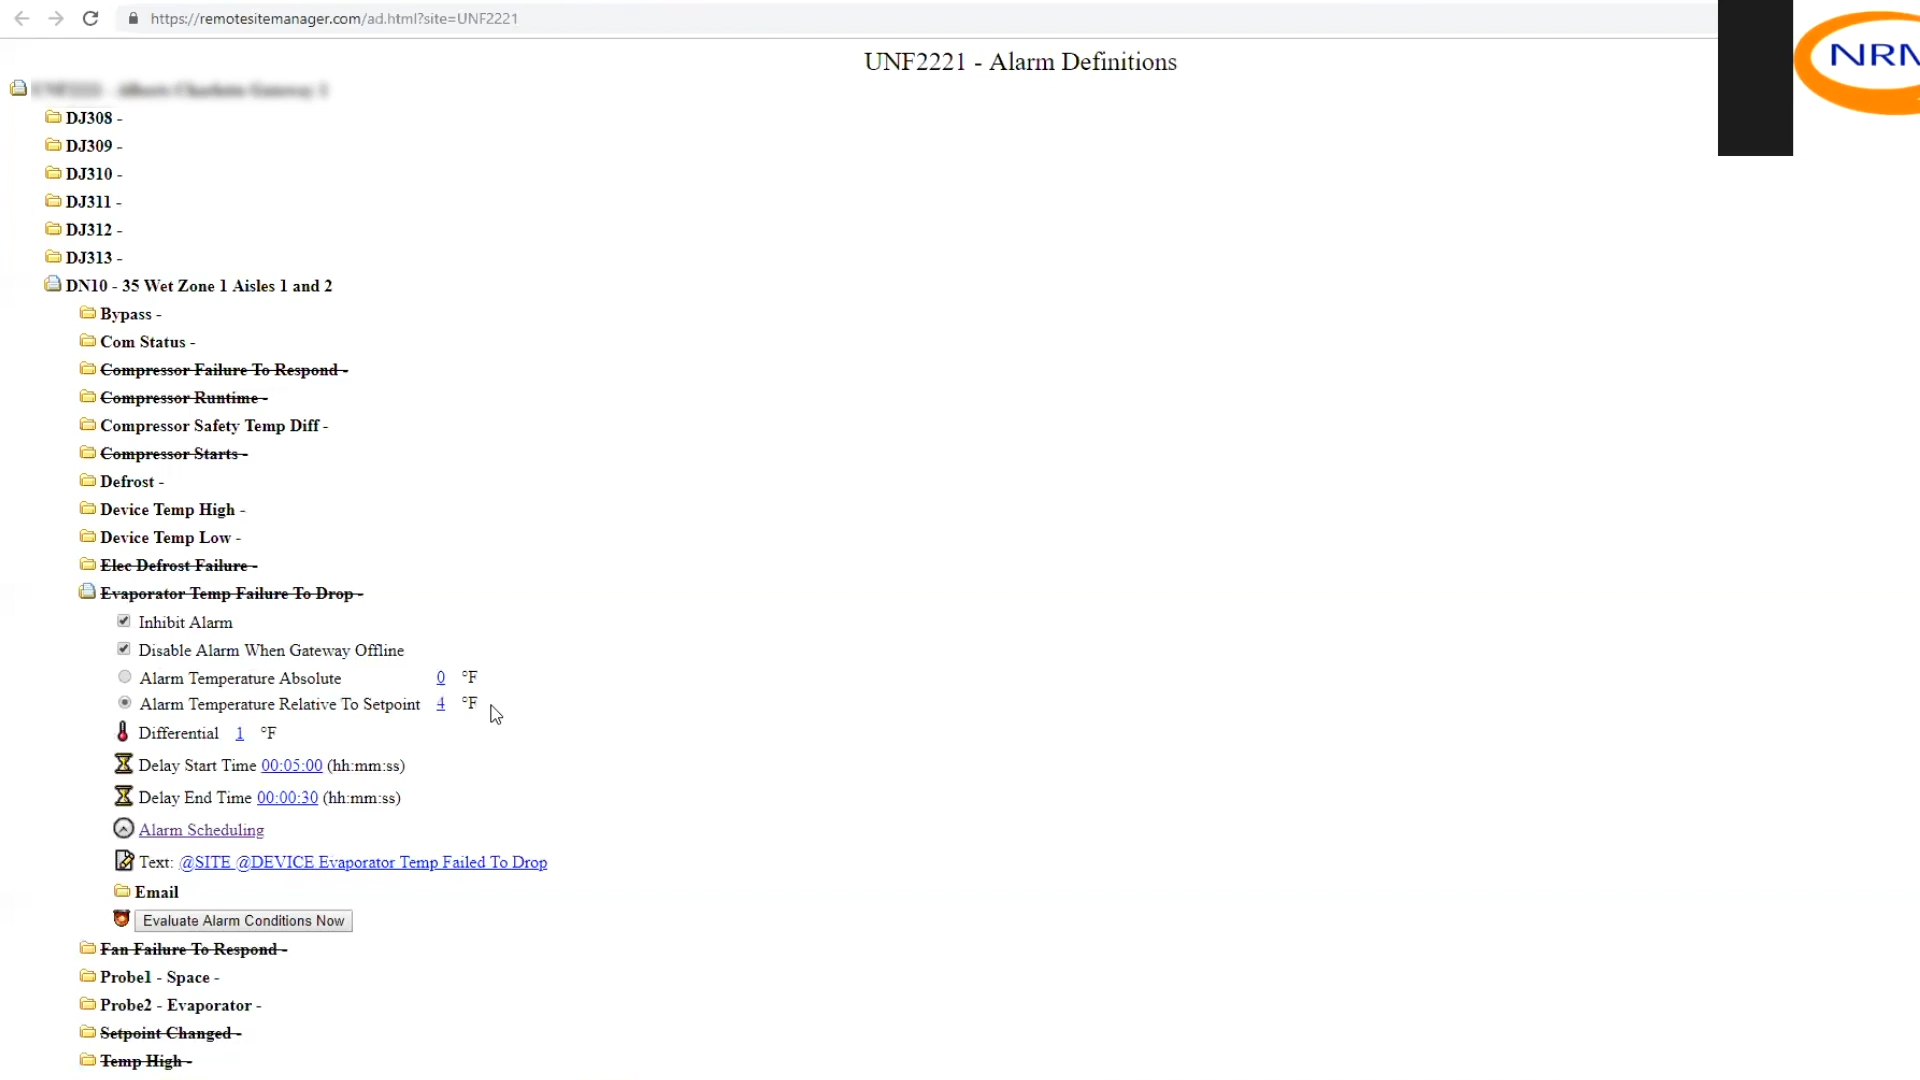 https://remotesitemanager.com/ad.html?site=UNF2221
UNF2221 - Alarm Definitions
NRM
DJ308 -
DJ309 -
DJ310 -
DJ311 -
DJ312 -
DJ313 -
DN10 - 35 Wet Zone 1 Aisles 1 and 2
Bypass -
Com Status -
Compressor Failure To Respond -
Compressor Runtime -
Compressor Safety Temp Diff -
Compressor Starts -
Defrost -
Device Temp High -
Device Temp Low -
Elec Defrost Failure -
Evaporator Temp Failure To Drop -
Inhibit Alarm
Disable Alarm When Gateway Offline
Alarm Temperature Absolute 0 °F
Alarm Temperature Relative To Setpoint 4 °F
Differential 1 °F
Delay Start Time 00:05:00 (hh:mm:ss)
Delay End Time 00:00:30 (hh:mm:ss)
Alarm Scheduling
Text: @SITE @DEVICE Evaporator Temp Failed To Drop
Email
Evaluate Alarm Conditions Now
Fan Failure To Respond -
Probe1 - Space -
Probe2 - Evaporator -
Setpoint Changed -
Temp High -